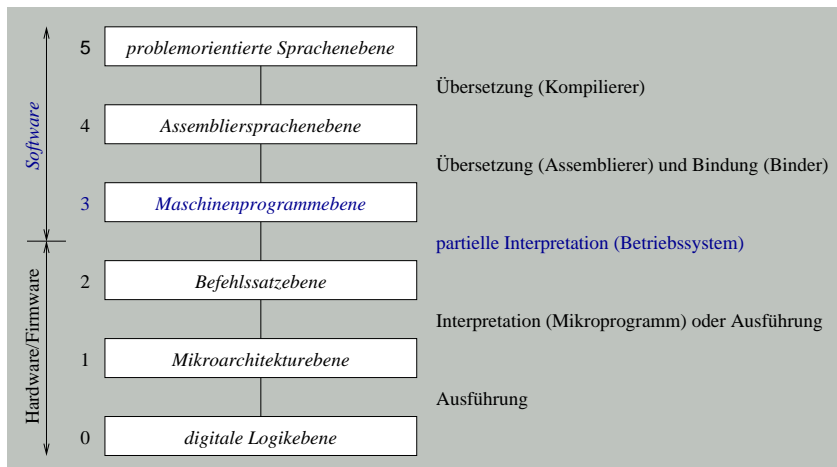 5 problemorientierte Sprachenebene
Übersetzung (Kompilierer)
4 Assembliersprachenebene
Übersetzung (Assemblierer) und Bindung (Binder)
3 Maschinenprogrammebene
partielle Interpretation (Betriebssystem)
2 Befehlssatzebene
Interpretation (Mikroprogramm) oder Ausführung
1 Mikroarchitekturebene
Ausführung
0 digitale Logikebene
Software
Hardware/Firmware